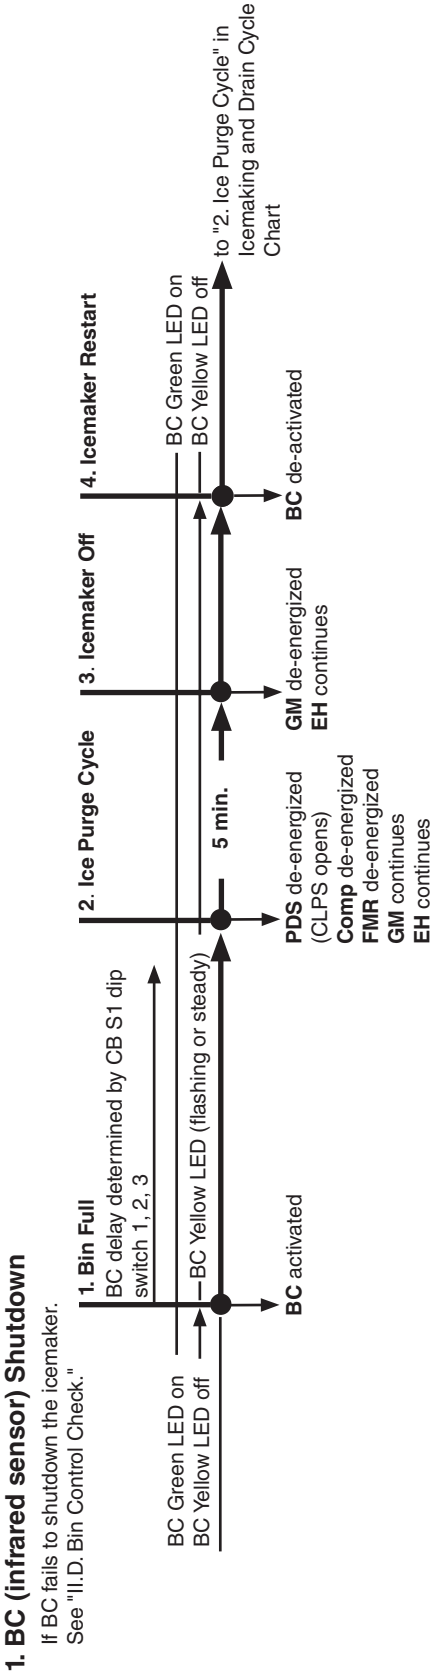 1. BC (infrared sensor) Shutdown
If BC fails to shutdown the icemaker.
See "II.D. Bin Control Check."
1. Bin Full
BC delay determined by CB S1 dip
switch 1, 2, 3
BC Green LED on
BC Yellow LED off
BC Yellow LED (flashing or steady)
BC activated
2. Ice Purge Cycle
5 min.
PDS de-energized
(CLPS opens)
Comp de-energized
FMR de-energized
GM continues
EH continues
3. Icemaker Off
GM de-energized
EH continues
4. Icemaker Restart
BC Green LED on
BC Yellow LED off
BC de-activated
to "2. Ice Purge Cycle" in
Icemaking and Drain Cycle
Chart